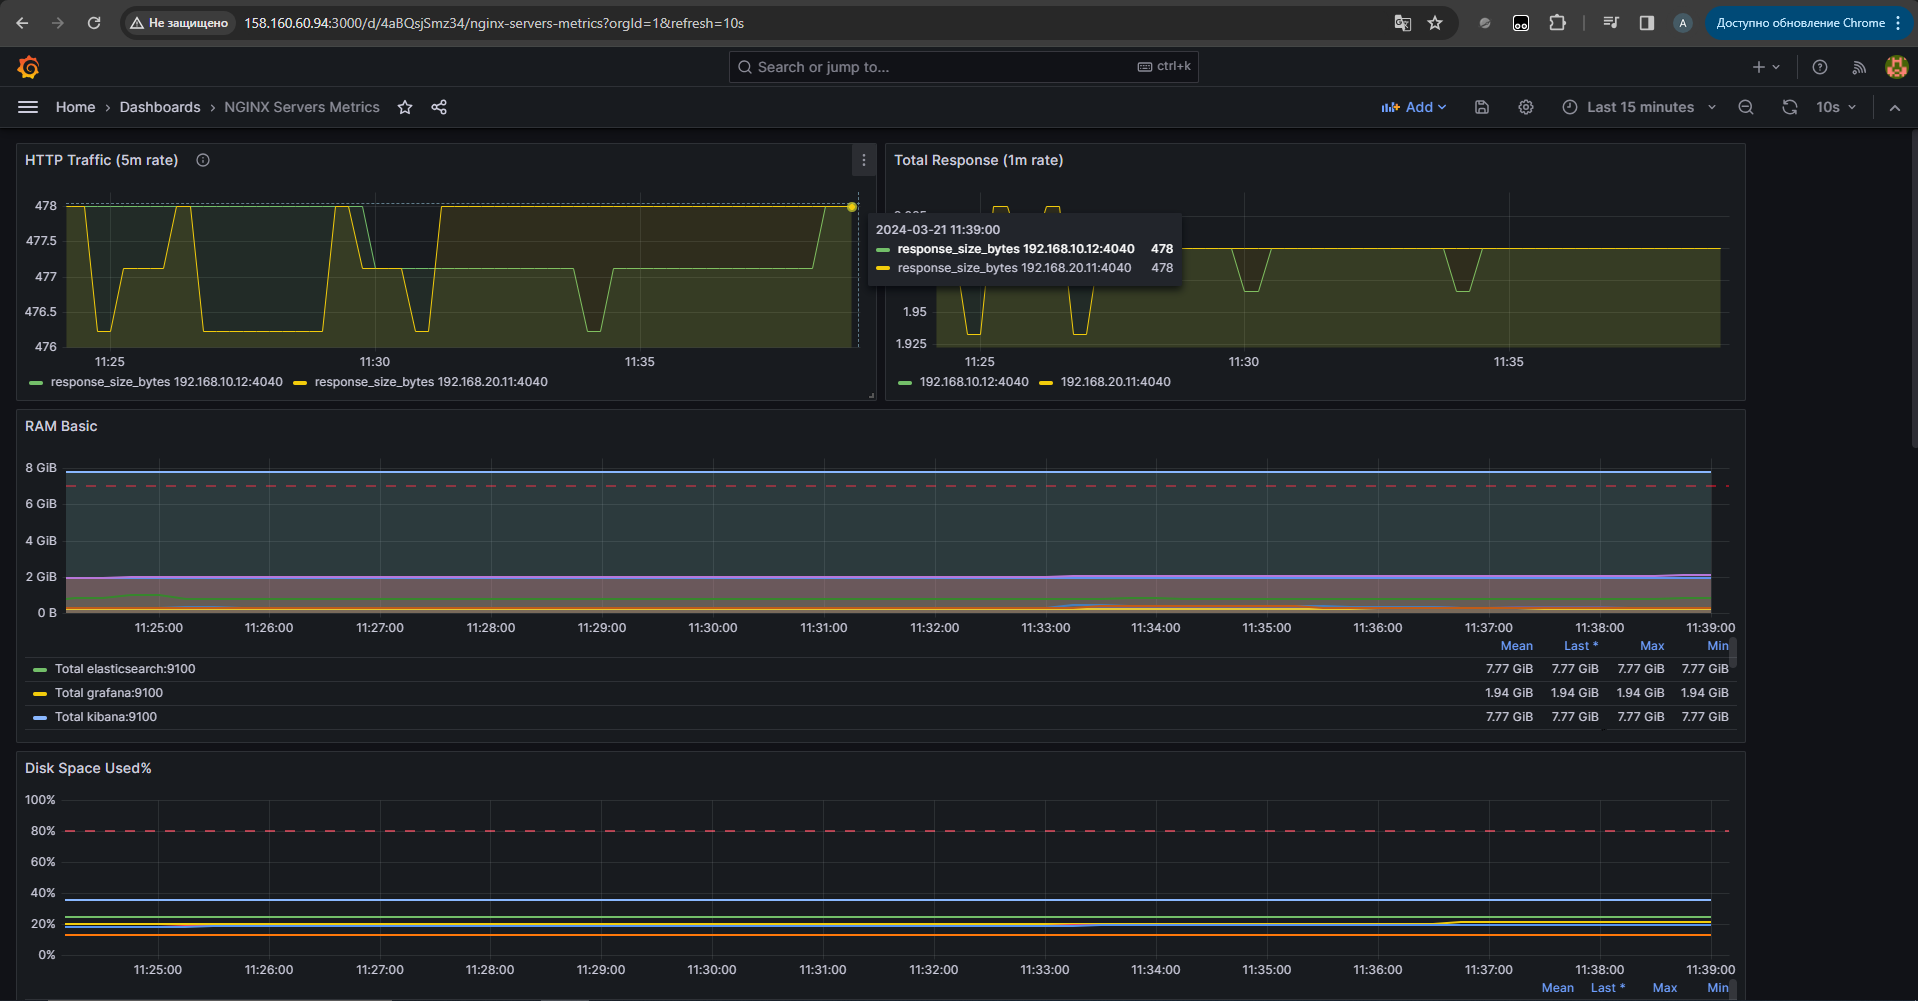 Не защищено
158.160.60.94:3000/d/4aBQsjSmz34/nginx-servers-metrics?orgId=1&refresh=10s
A
Доступно обновление Chrome
Search or jump to...
ctrl+k
Home › Dashboards › NGINX Servers Metrics
Add
Last 15 minutes
10s
HTTP Traffic (5m rate)
478
477.5
477
476.5
476
11:25 11:30 11:35
response_size_bytes 192.168.10.12:4040 response_size_bytes 192.168.20.11:4040
Total Response (1m rate)
2024-03-21 11:39:00
response_size_bytes 192.168.10.12:4040 478
response_size_bytes 192.168.20.11:4040 478
1.95
1.925
11:25 11:30 11:35
192.168.10.12:4040 192.168.20.11:4040
RAM Basic
8 GiB
6 GiB
4 GiB
2 GiB
0 B
11:25:00 11:26:00 11:27:00 11:28:00 11:29:00 11:30:00 11:31:00 11:32:00 11:33:00 11:34:00 11:35:00 11:36:00 11:37:00 11:38:00 11:39:00
Mean Last * Max Min
Total elasticsearch:9100 7.77 GiB 7.77 GiB 7.77 GiB 7.77 GiB
Total grafana:9100 1.94 GiB 1.94 GiB 1.94 GiB 1.94 GiB
Total kibana:9100 7.77 GiB 7.77 GiB 7.77 GiB 7.77 GiB
Disk Space Used%
100%
80%
60%
40%
20%
0%
11:25:00 11:26:00 11:27:00 11:28:00 11:29:00 11:30:00 11:31:00 11:32:00 11:33:00 11:34:00 11:35:00 11:36:00 11:37:00 11:38:00 11:39:00
Mean Last * Max Min